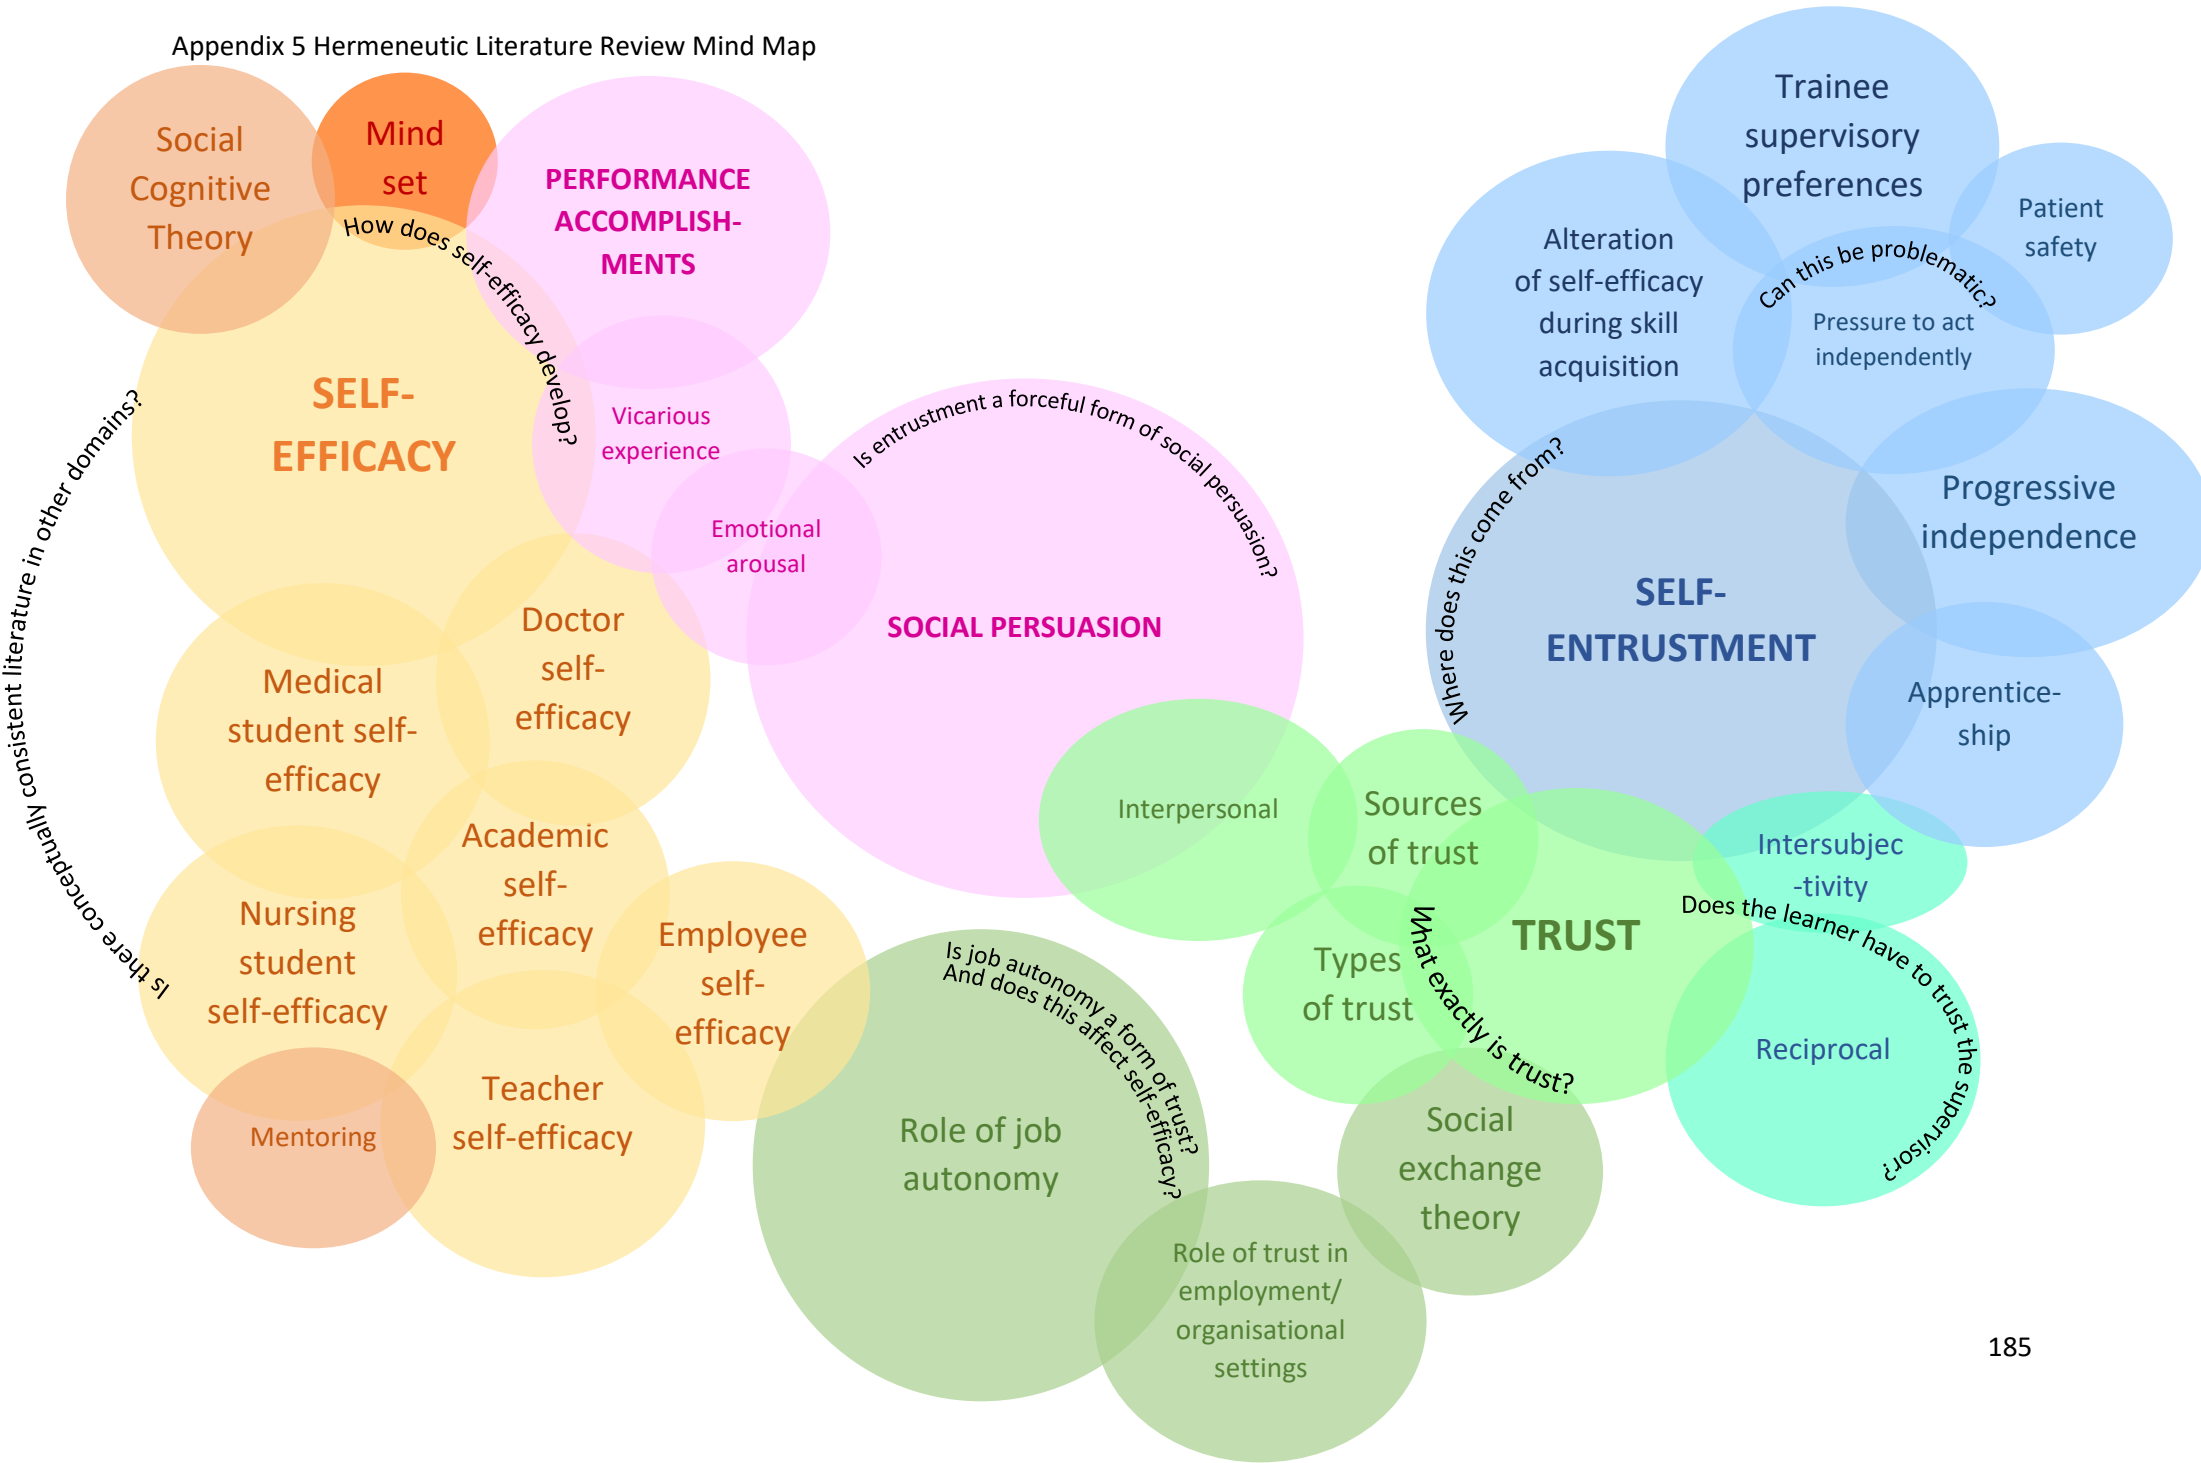 Appendix 5 Hermeneutic Literature Review Mind Map
Social
Cognitive
Theory
Mind
set
PERFORMANCE
ACCOMPLISH-
MENTS
How does self-efficacy develop?
SELF-
EFFICACY
Vicarious
experience
Emotional
arousal
Is there conceptually consistent literature in other domains?
Doctor
self-
efficacy
Medical
student self-
efficacy
Academic
self-
efficacy
Nursing
student
self-efficacy
Employee
self-
efficacy
Mentoring
Teacher
self-efficacy
Is entrustment a forceful form of social persuasion?
SOCIAL PERSUASION
Trainee
supervisory
preferences
Patient
safety
Alteration
of self-efficacy
during skill
acquisition
Can this be problematic?
Pressure to act
independently
Progressive
independence
Where does this come from?
SELF-
ENTRUSTMENT
Apprentice-
ship
Interpersonal
Sources
of trust
Types
of trust
What exactly is trust?
TRUST
Intersubjec
-tivity
Does the learner have to trust the supervisor?
Reciprocal
Is job autonomy a form of trust?
And does this affect self-efficacy?
Role of job
autonomy
Social
exchange
theory
Role of trust in
employment/
organisational
settings
185